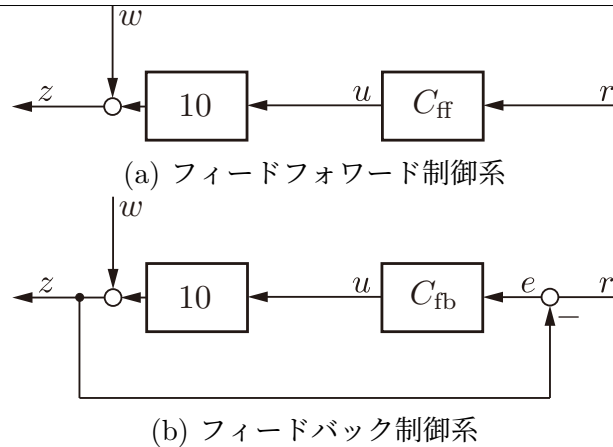 w
z 10 u C_ff r
(a) フィードフォワード制御系
w
z 10 u C_fb e r
−
(b) フィードバック制御系